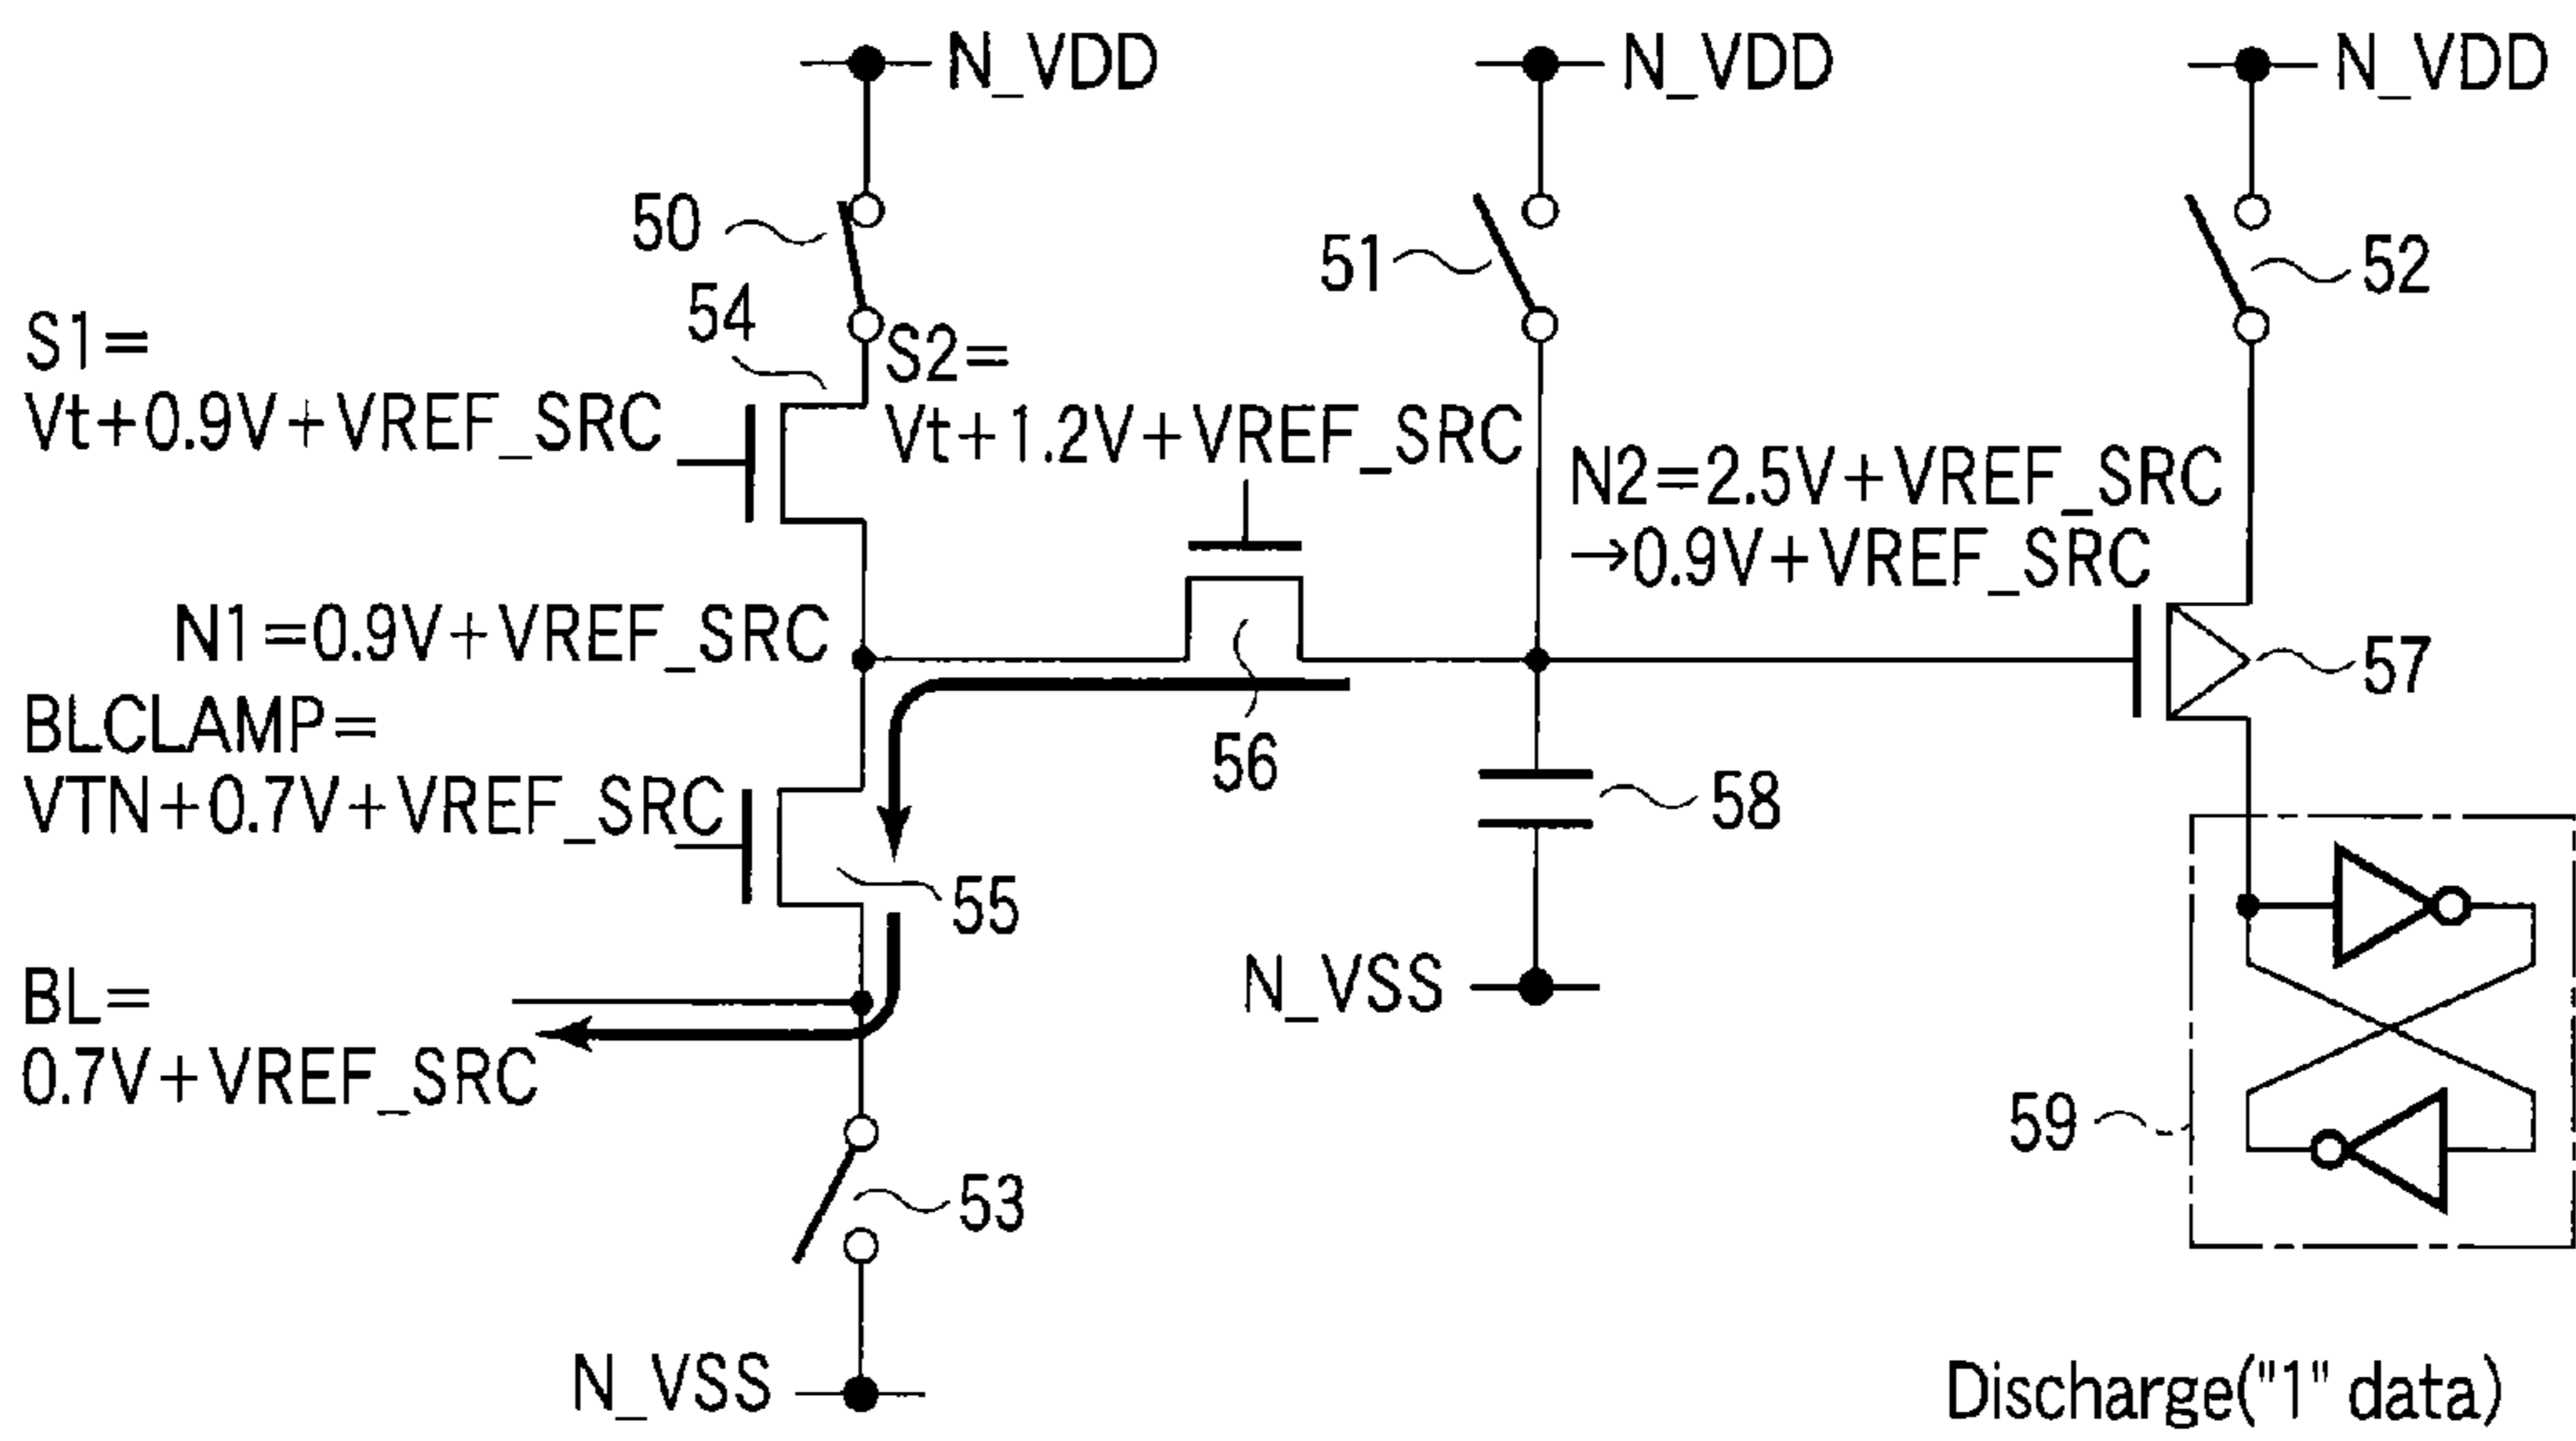 N_VDD
N_VDD
N_VDD
50
51
52
54
S1=
Vt+0.9V+VREF_SRC
S2=
Vt+1.2V+VREF_SRC
N2=2.5V+VREF_SRC
→0.9V+VREF_SRC
N1=0.9V+VREF_SRC
57
BLCLAMP=
VTN+0.7V+VREF_SRC
56
58
55
BL=
0.7V+VREF_SRC
N_VSS
59
53
N_VSS
Discharge("1" data)